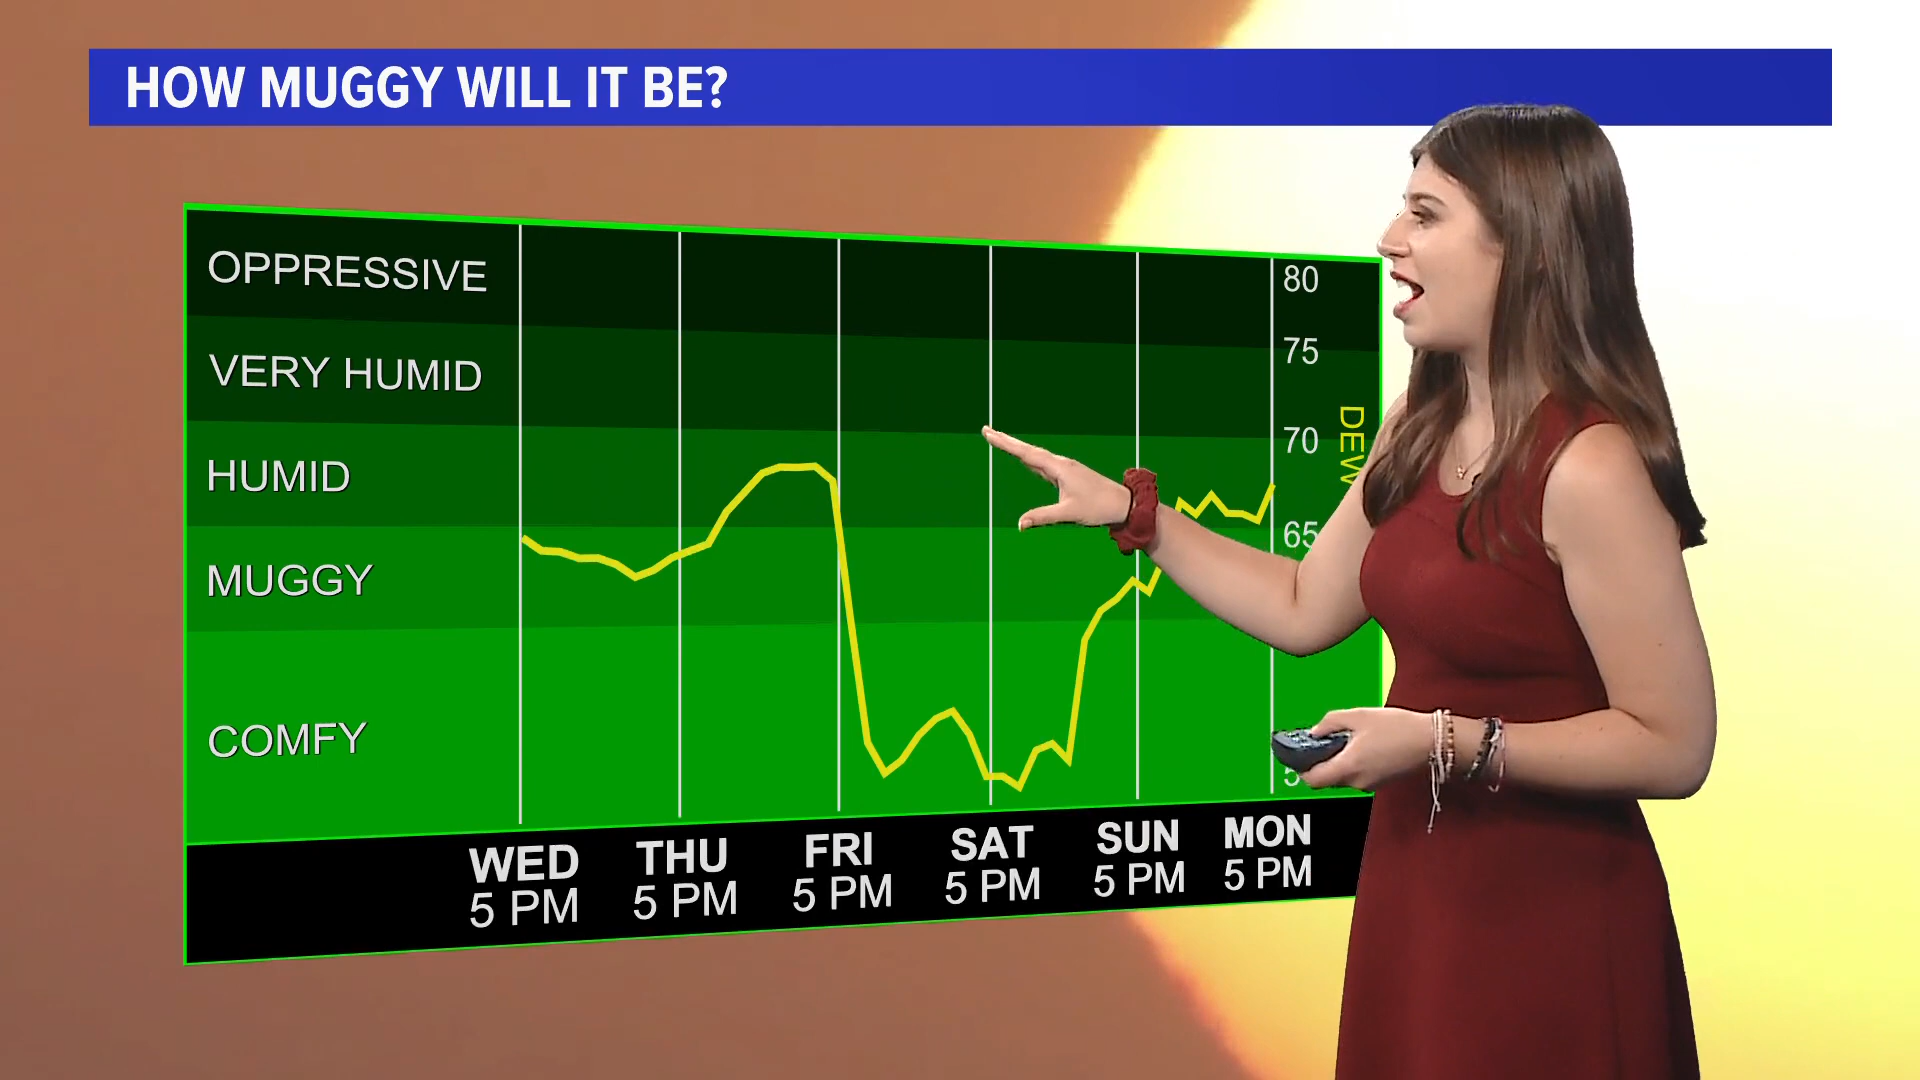 HOW MUGGY WILL IT BE?
OPPRESSIVE
VERY HUMID
HUMID
MUGGY
COMFY
80
75
70
65
DEW
WED THU FRI SAT SUN MON
5 PM 5 PM 5 PM 5 PM 5 PM 5 PM